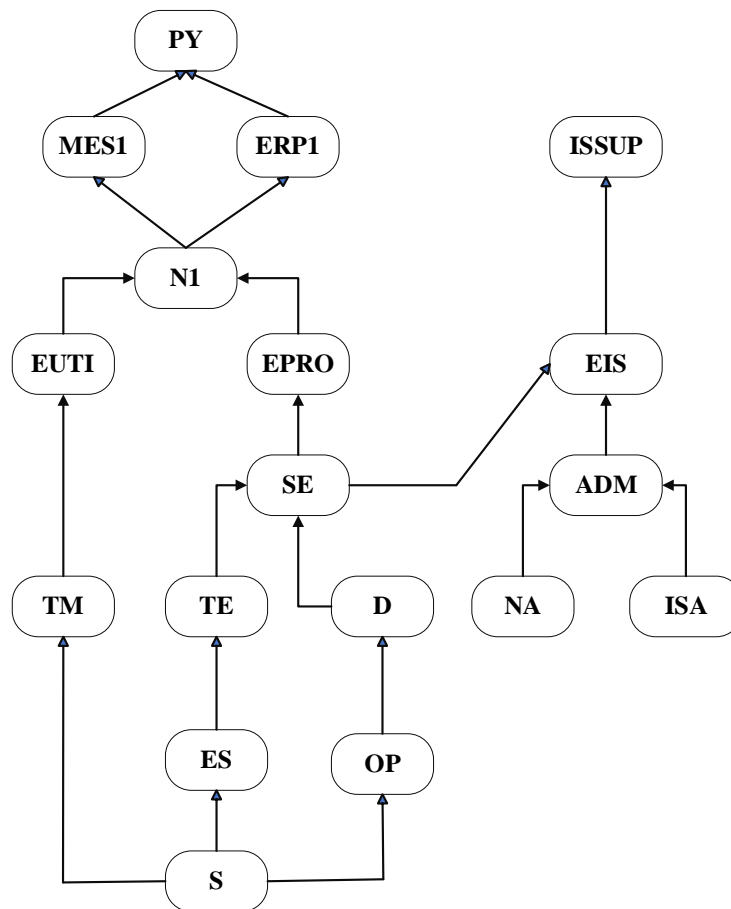 PY
MES1
ERP1
ISSUP
N1
EUTI
EPRO
EIS
SE
ADM
TM
TE
D
NA
ISA
ES
OP
S